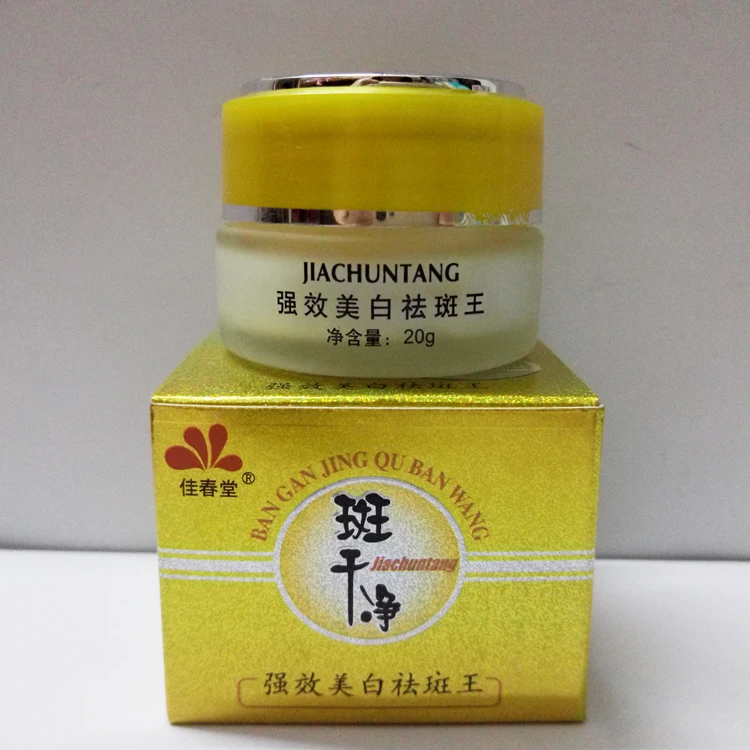 JIACHUNTANG
强效美白祛斑王
净含量：20g
强效美白祛斑王
佳春堂®
BAN GAN JING QU BAN WANG
斑干净
Jiachuntang
强效美白祛斑王